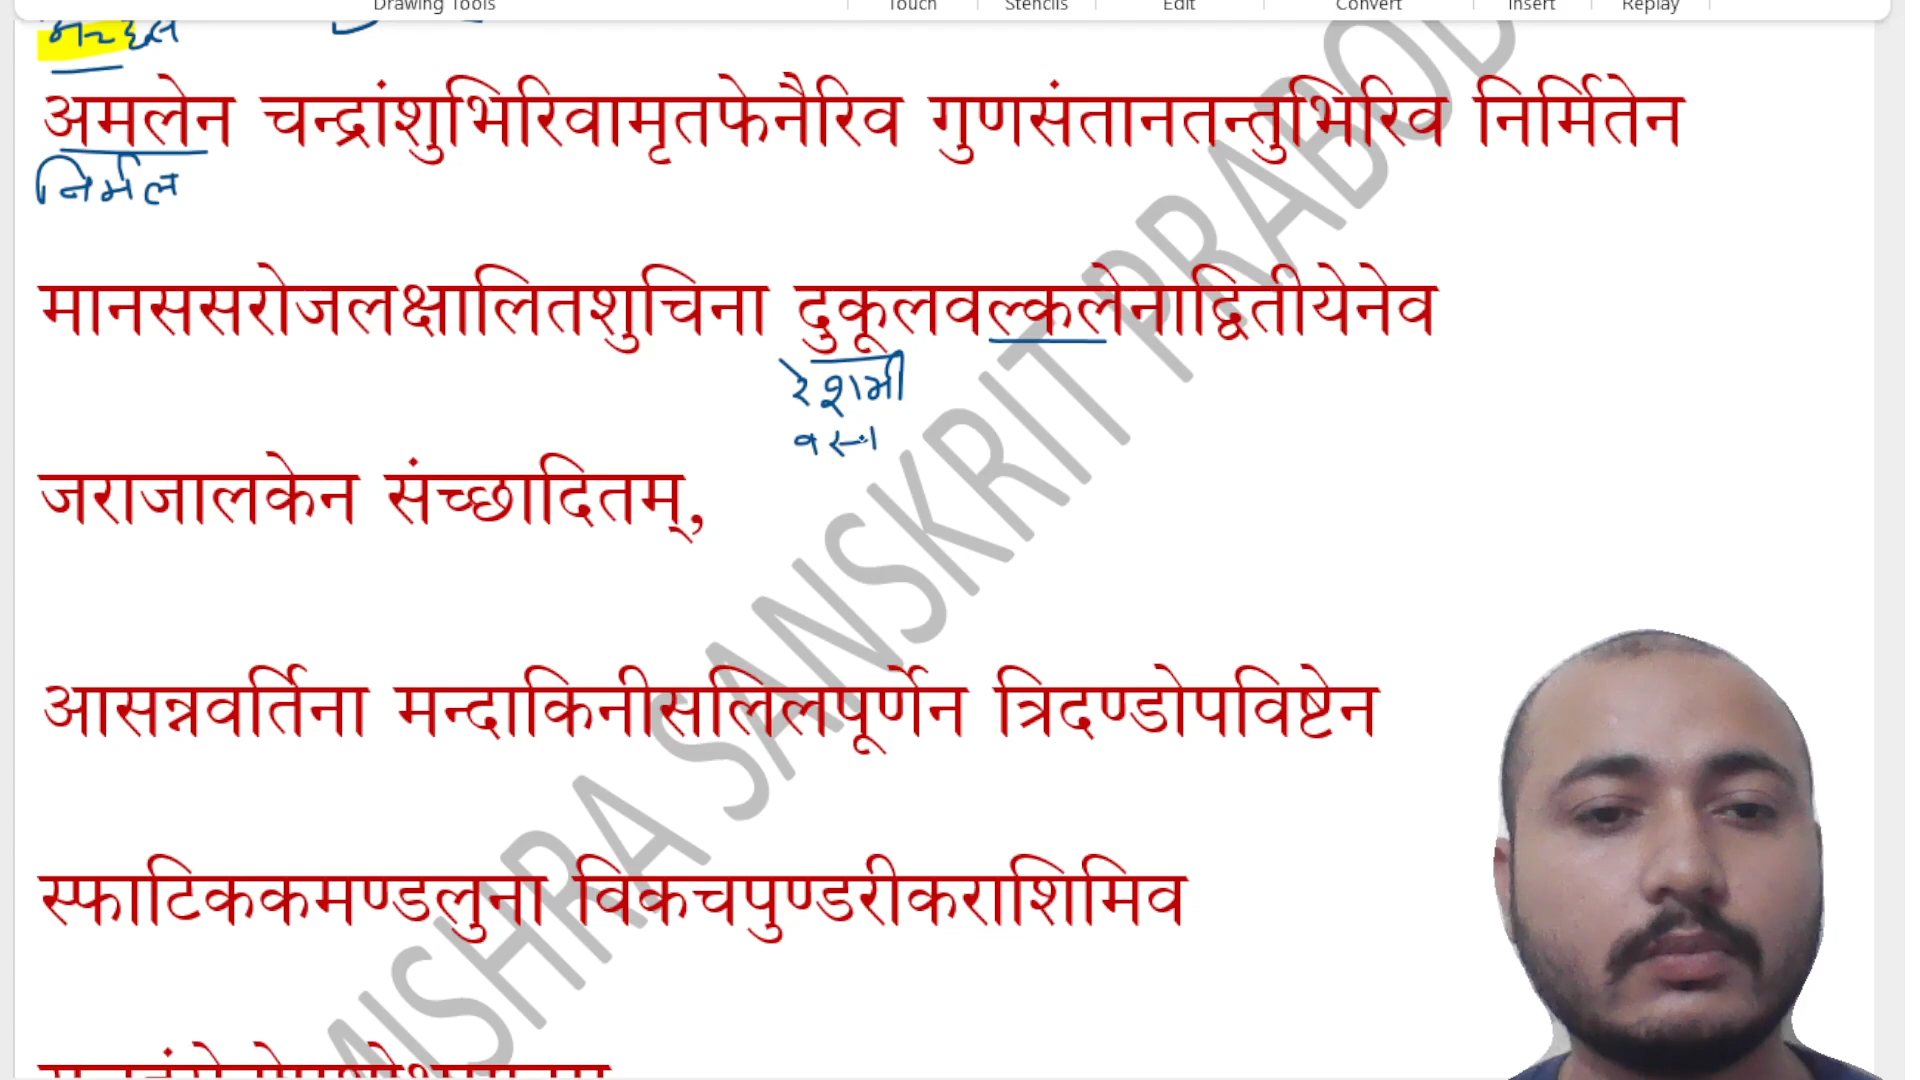 Drawing Tools Touch Stencils Edit Convert Insert Replay
अमलेन चन्द्रांशुभिरिवामृतफेनैरिव गुणसंतानतन्तुभिरिव निर्मितेन
निर्मल
मानससरोजलक्षालितशुचिना दुकूलवल्कलेनाद्वितीयेनेव
रेशमी
वस्त्र
जराजालकेन संच्छादितम्,
आसन्नवर्तिना मन्दाकिनीसलिलपूर्णेन त्रिदण्डोपविष्टेन
स्फाटिककमण्डलुना विकचपुण्डरीकराशिमिव
MISHRA SANSKRIT PRABOD